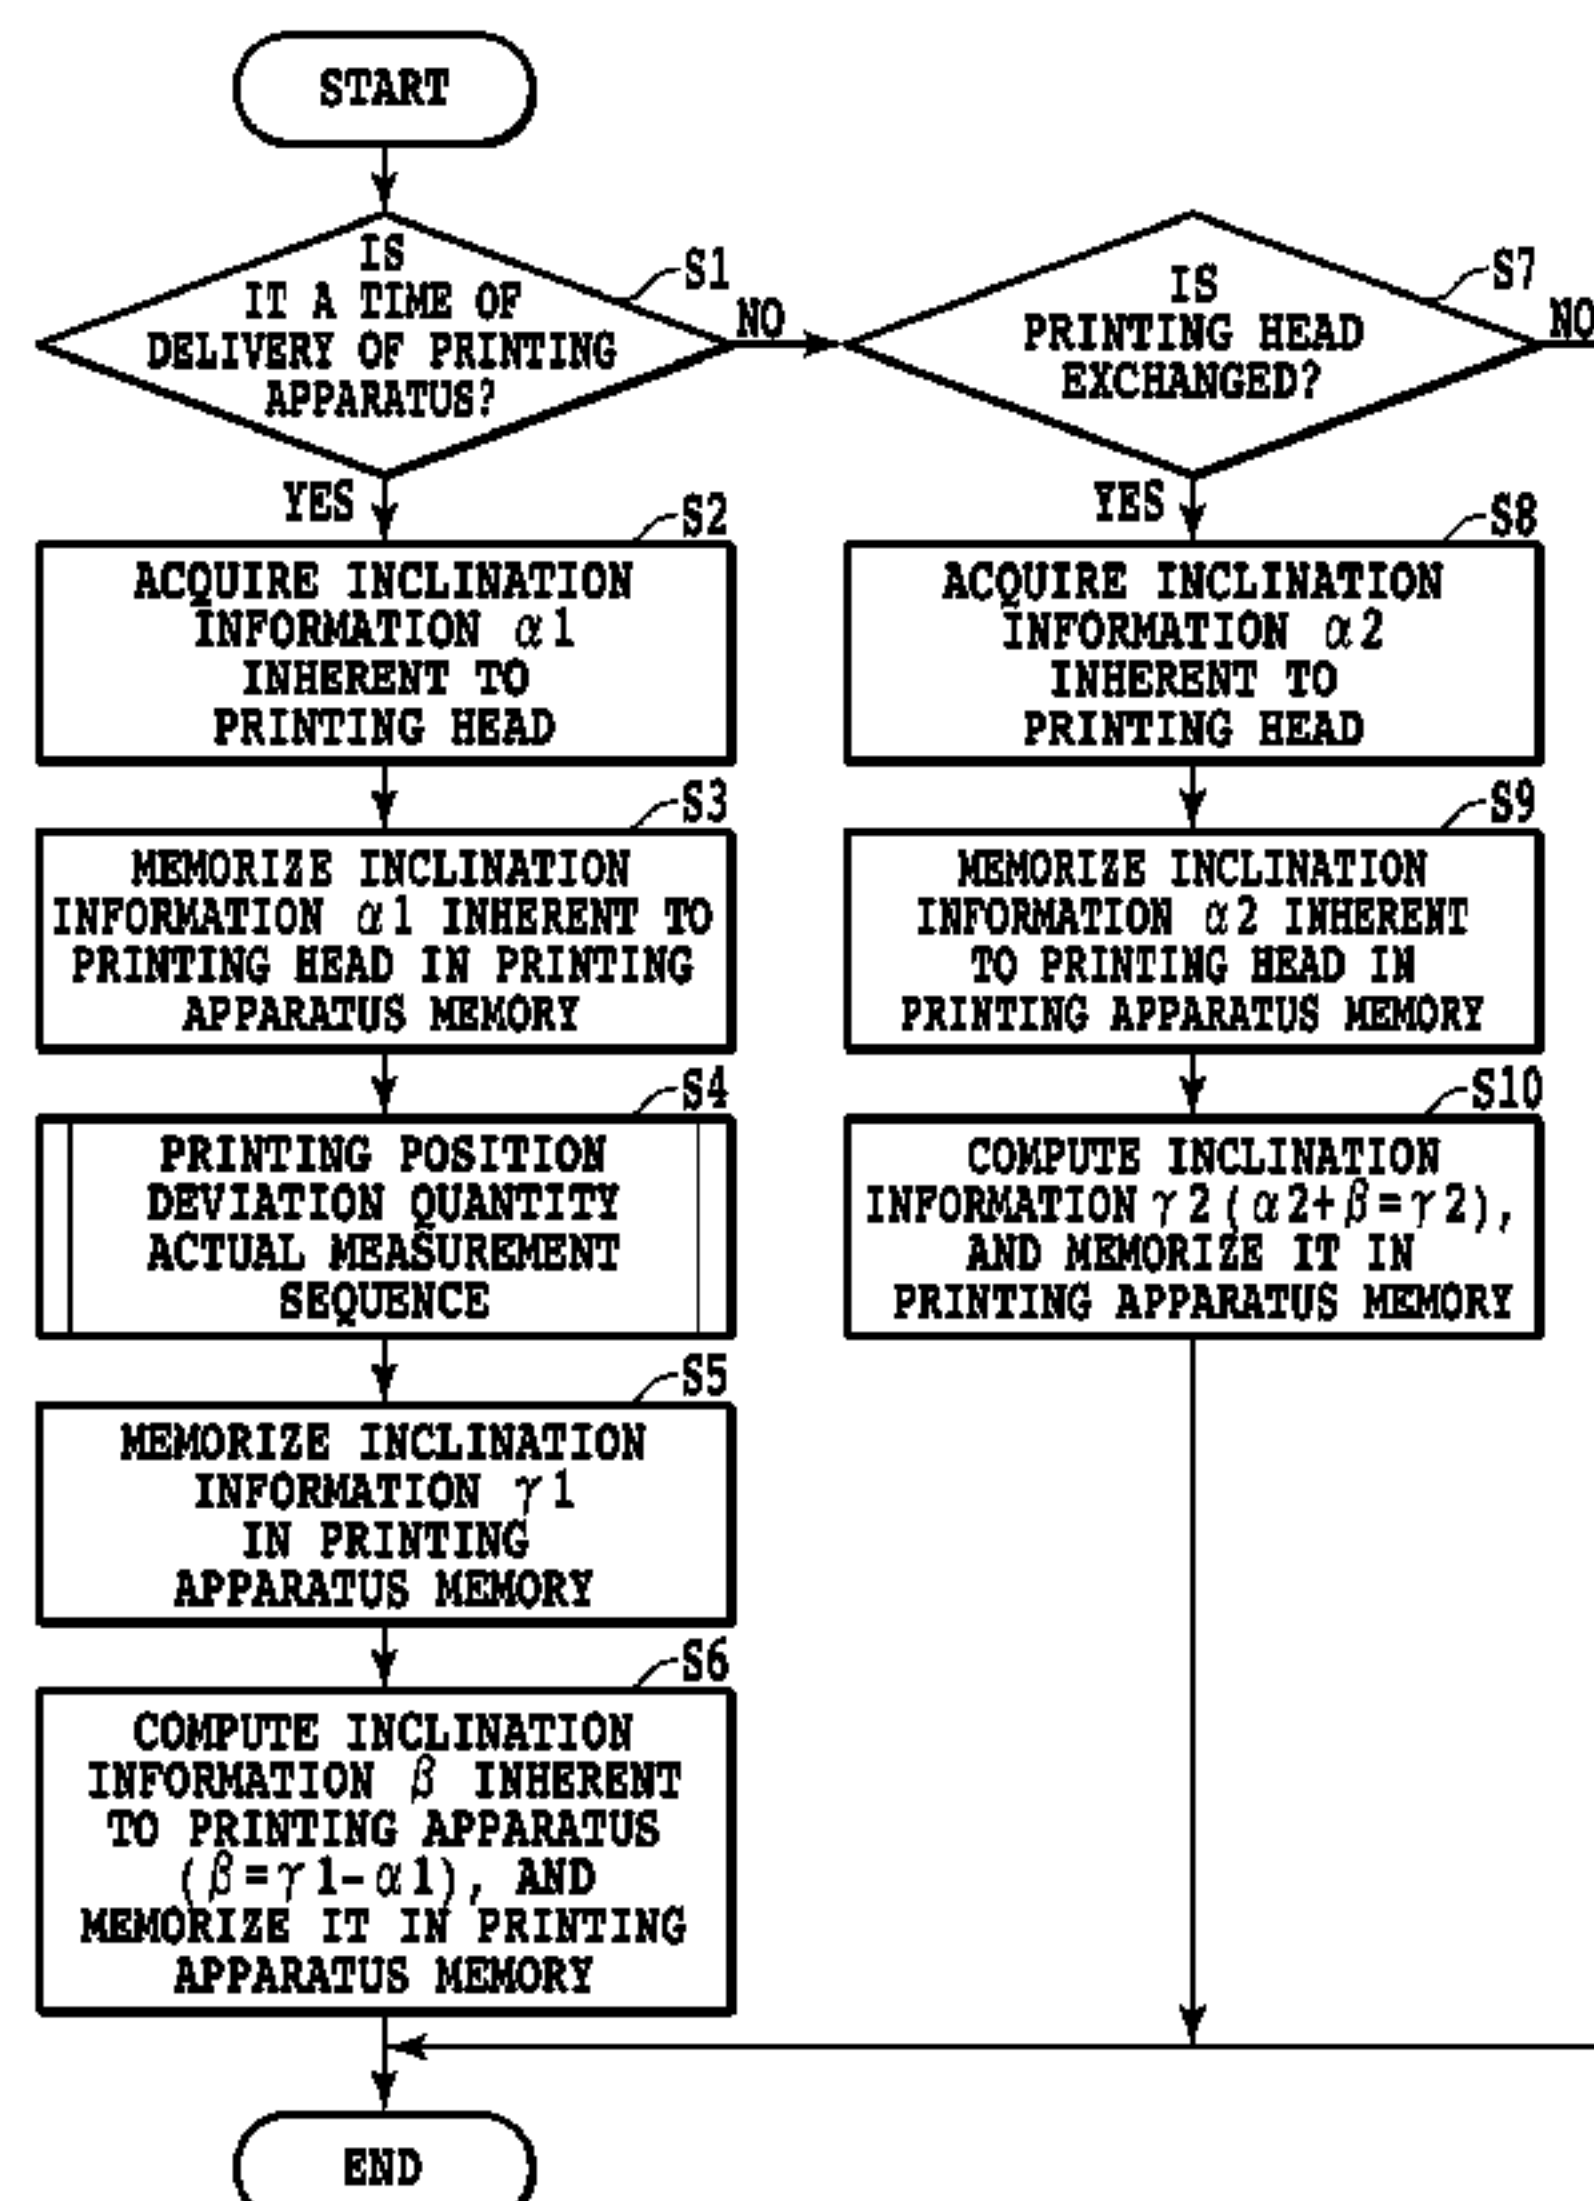 START
IS
IT A TIME OF
DELIVERY OF PRINTING
APPARATUS?
S1
NO
YES
S2
ACQUIRE INCLINATION
INFORMATION α1
INHERENT TO
PRINTING HEAD
S3
MEMORIZE INCLINATION
INFORMATION α1 INHERENT TO
PRINTING HEAD IN PRINTING
APPARATUS MEMORY
S4
PRINTING POSITION
DEVIATION QUANTITY
ACTUAL MEASUREMENT
SEQUENCE
S5
MEMORIZE INCLINATION
INFORMATION γ1
IN PRINTING
APPARATUS MEMORY
S6
COMPUTE INCLINATION
INFORMATION β INHERENT
TO PRINTING APPARATUS
(β=γ1-α1), AND
MEMORIZE IT IN PRINTING
APPARATUS MEMORY
END
IS
PRINTING HEAD
EXCHANGED?
S7
NO
YES
S8
ACQUIRE INCLINATION
INFORMATION α2
INHERENT TO
PRINTING HEAD
S9
MEMORIZE INCLINATION
INFORMATION α2 INHERENT
TO PRINTING HEAD IN
PRINTING APPARATUS MEMORY
S10
COMPUTE INCLINATION
INFORMATION γ2(α2+β=γ2),
AND MEMORIZE IT IN
PRINTING APPARATUS MEMORY